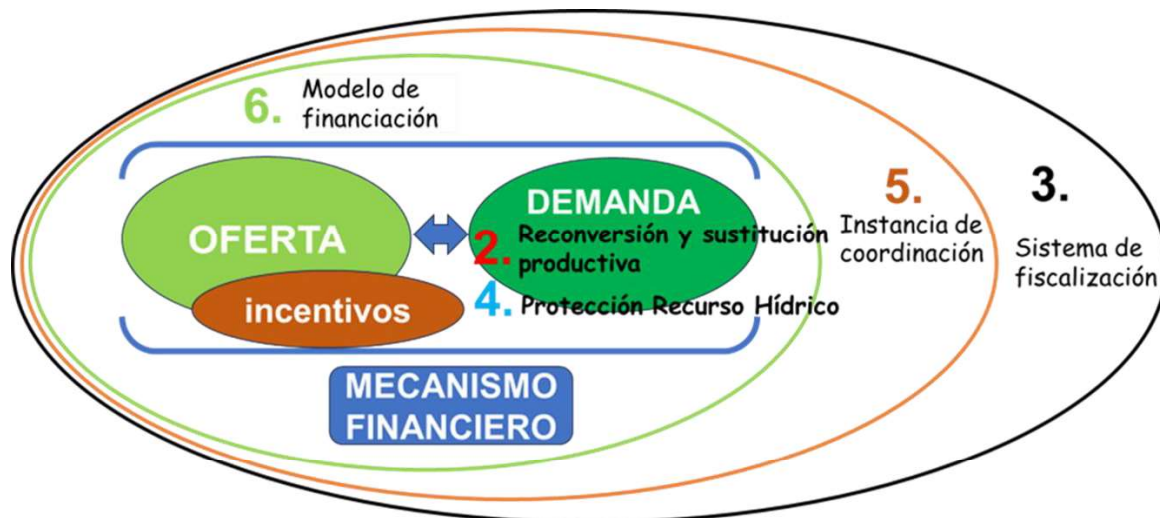 6. Modelo de
financiación
OFERTA
incentivos
DEMANDA
2. Reconversión y sustitución
productiva
4. Protección Recurso Hídrico
MECANISMO
FINANCIERO
5.
Instancia de
coordinación
3.
Sistema de
fiscalización